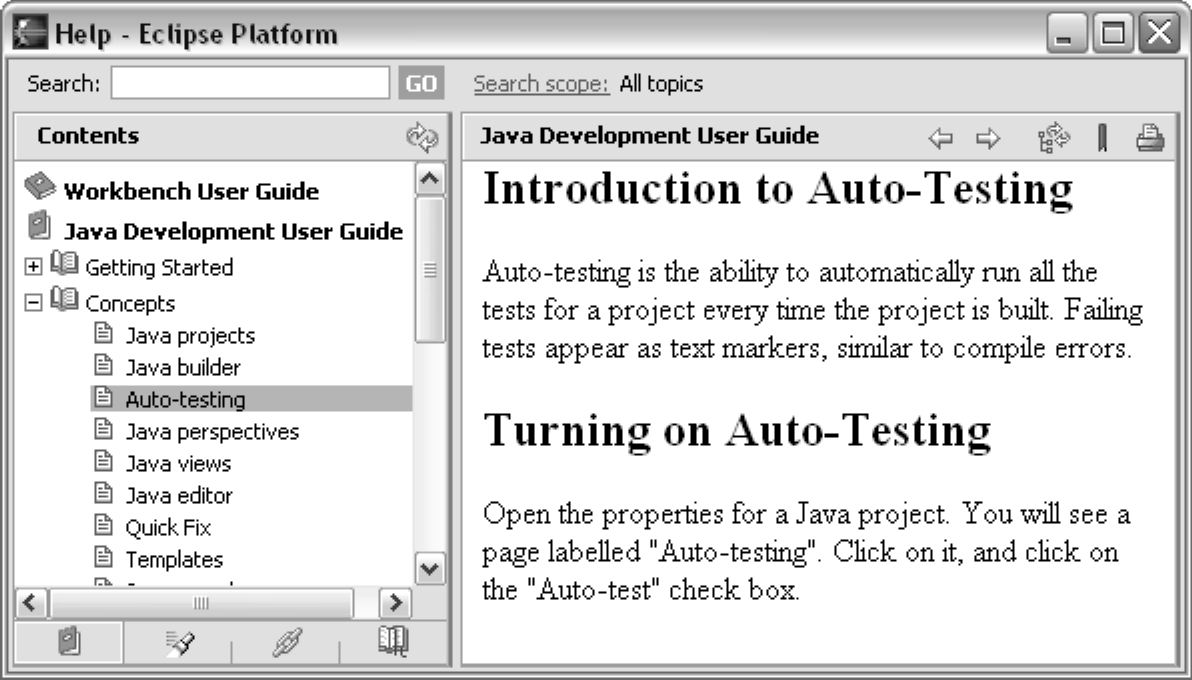 Help - Eclipse Platform
Search: GO Search scope: All topics
Contents
Workbench User Guide
Java Development User Guide
Getting Started
Concepts
Java projects
Java builder
Auto-testing
Java perspectives
Java views
Java editor
Quick Fix
Templates
Java Development User Guide
Introduction to Auto-Testing
Auto-testing is the ability to automatically run all the
tests for a project every time the project is built. Failing
tests appear as text markers, similar to compile errors.
Turning on Auto-Testing
Open the properties for a Java project. You will see a
page labelled "Auto-testing". Click on it, and click on
the "Auto-test" check box.